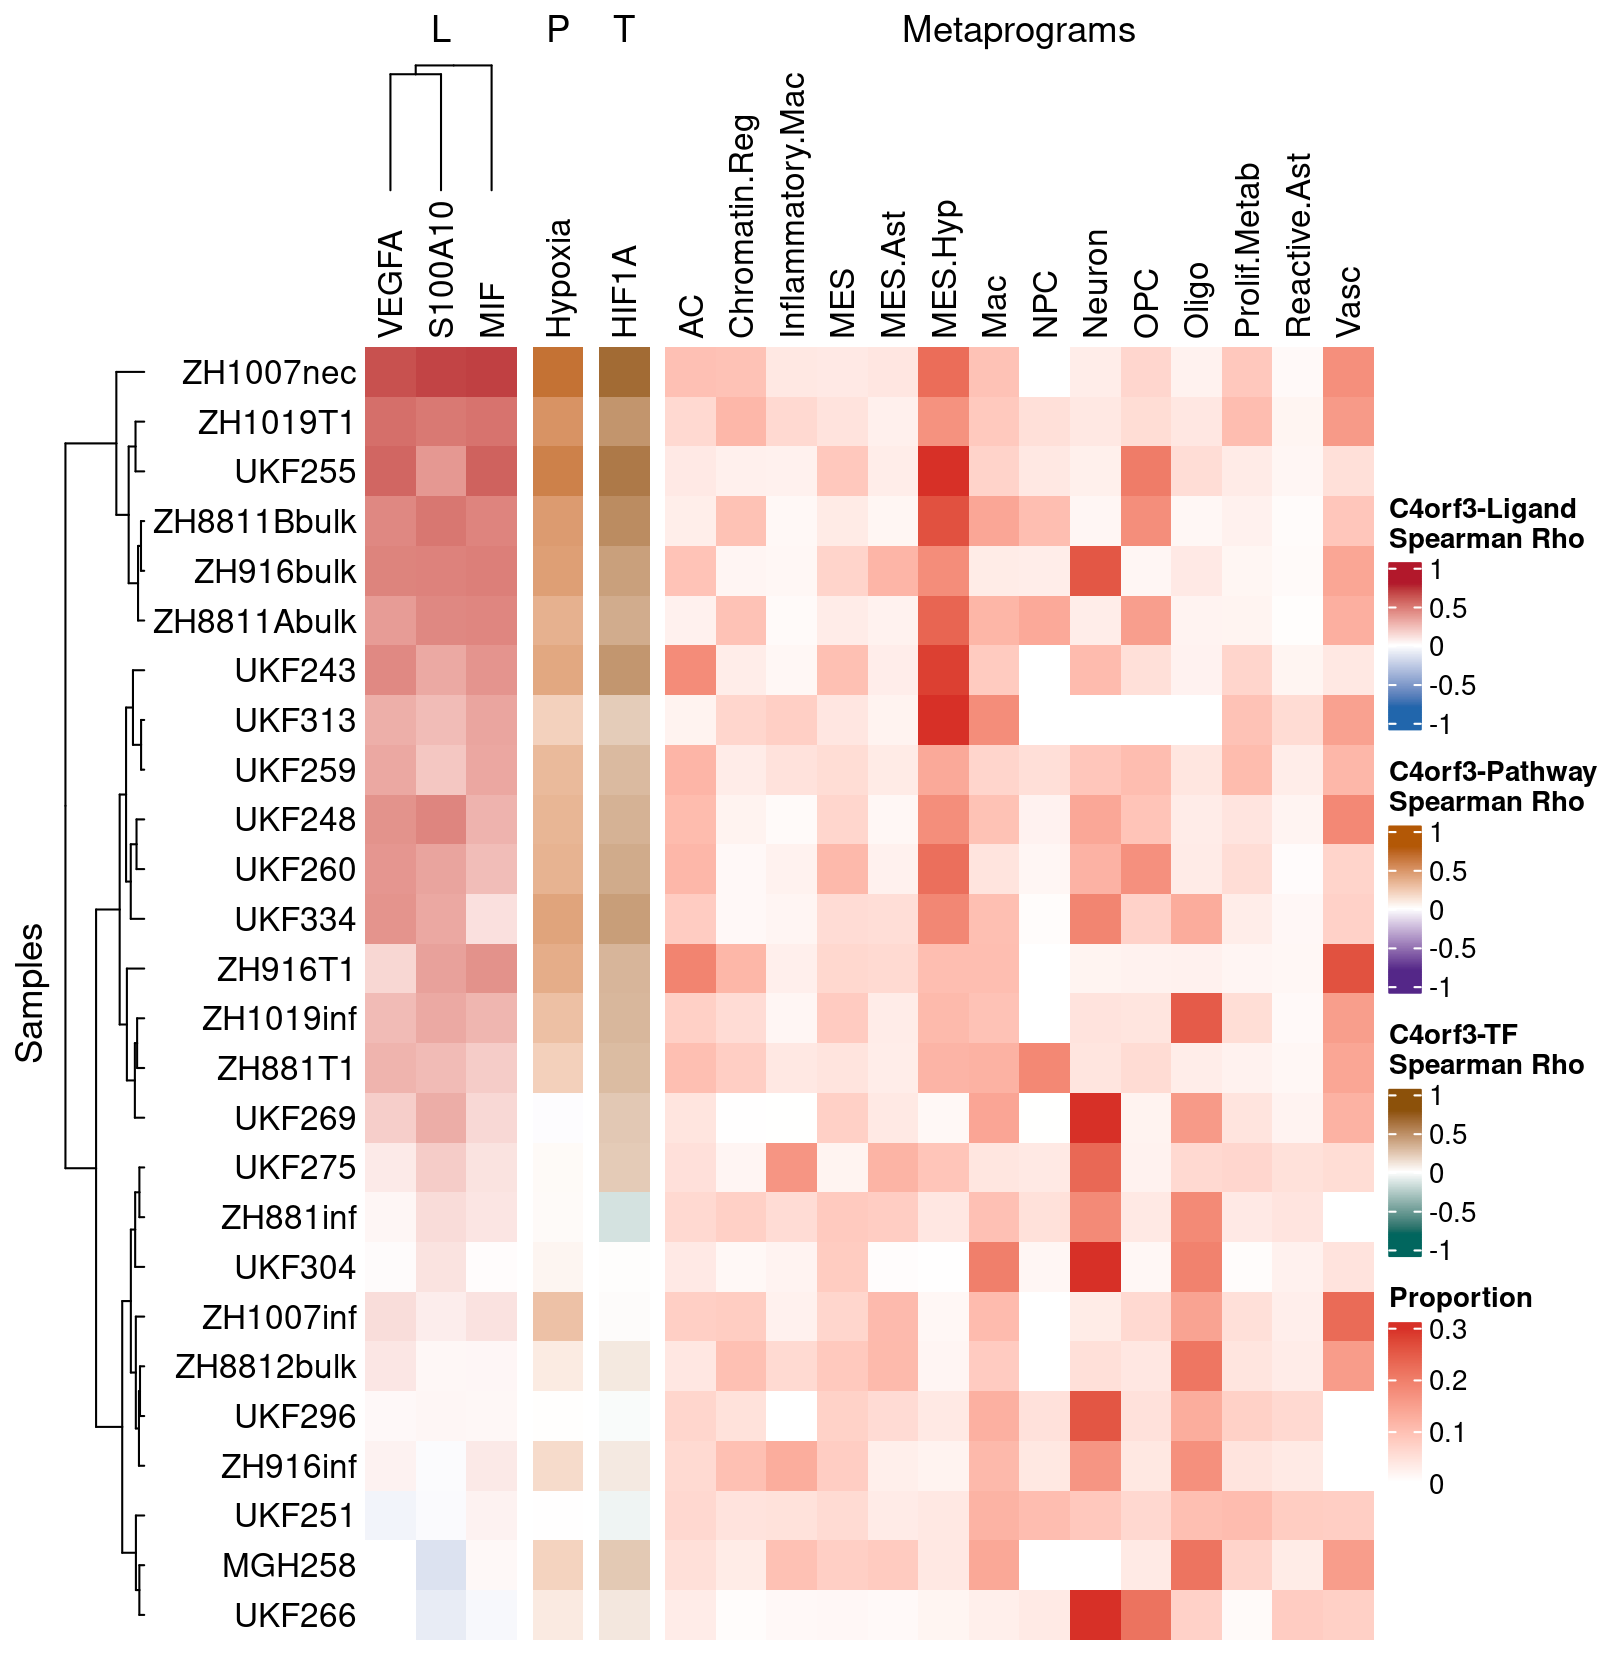 L P T Metaprograms
VEGFA S100A10 MIF Hypoxia HIF1A AC Chromatin.Reg Inflammatory.Mac MES MES.Ast MES.Hyp Mac NPC Neuron OPC Oligo Prolif.Metab Reactive.Ast Vasc
Samples
ZH1007nec
ZH1019T1
UKF255
ZH8811Bbulk
ZH916bulk
ZH8811Abulk
UKF243
UKF313
UKF259
UKF248
UKF260
UKF334
ZH916T1
ZH1019inf
ZH881T1
UKF269
UKF275
ZH881inf
UKF304
ZH1007inf
ZH8812bulk
UKF296
ZH916inf
UKF251
MGH258
UKF266
C4orf3-Ligand
Spearman Rho
1
0.5
0
-0.5
-1
C4orf3-Pathway
Spearman Rho
1
0.5
0
-0.5
-1
C4orf3-TF
Spearman Rho
1
0.5
0
-0.5
-1
Proportion
0.3
0.2
0.1
0